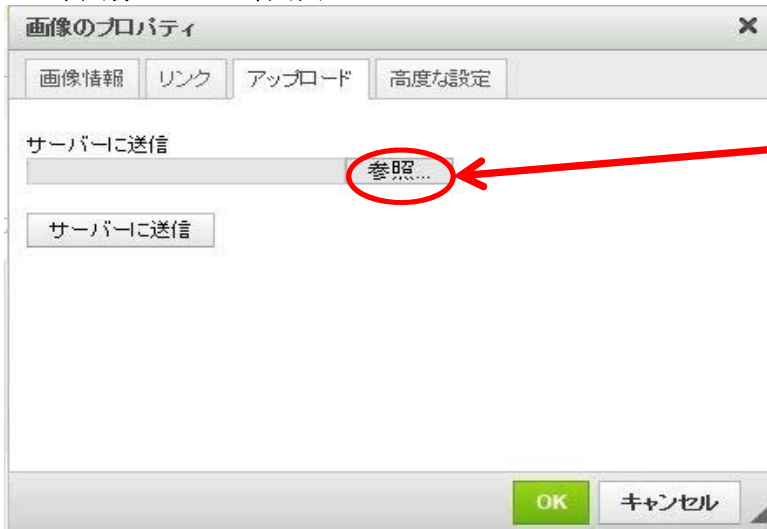 画像のプロパティ
画像情報 リンク アップロード 高度な設定
サーバーに送信
参照...
サーバーに送信
OK キャンセル